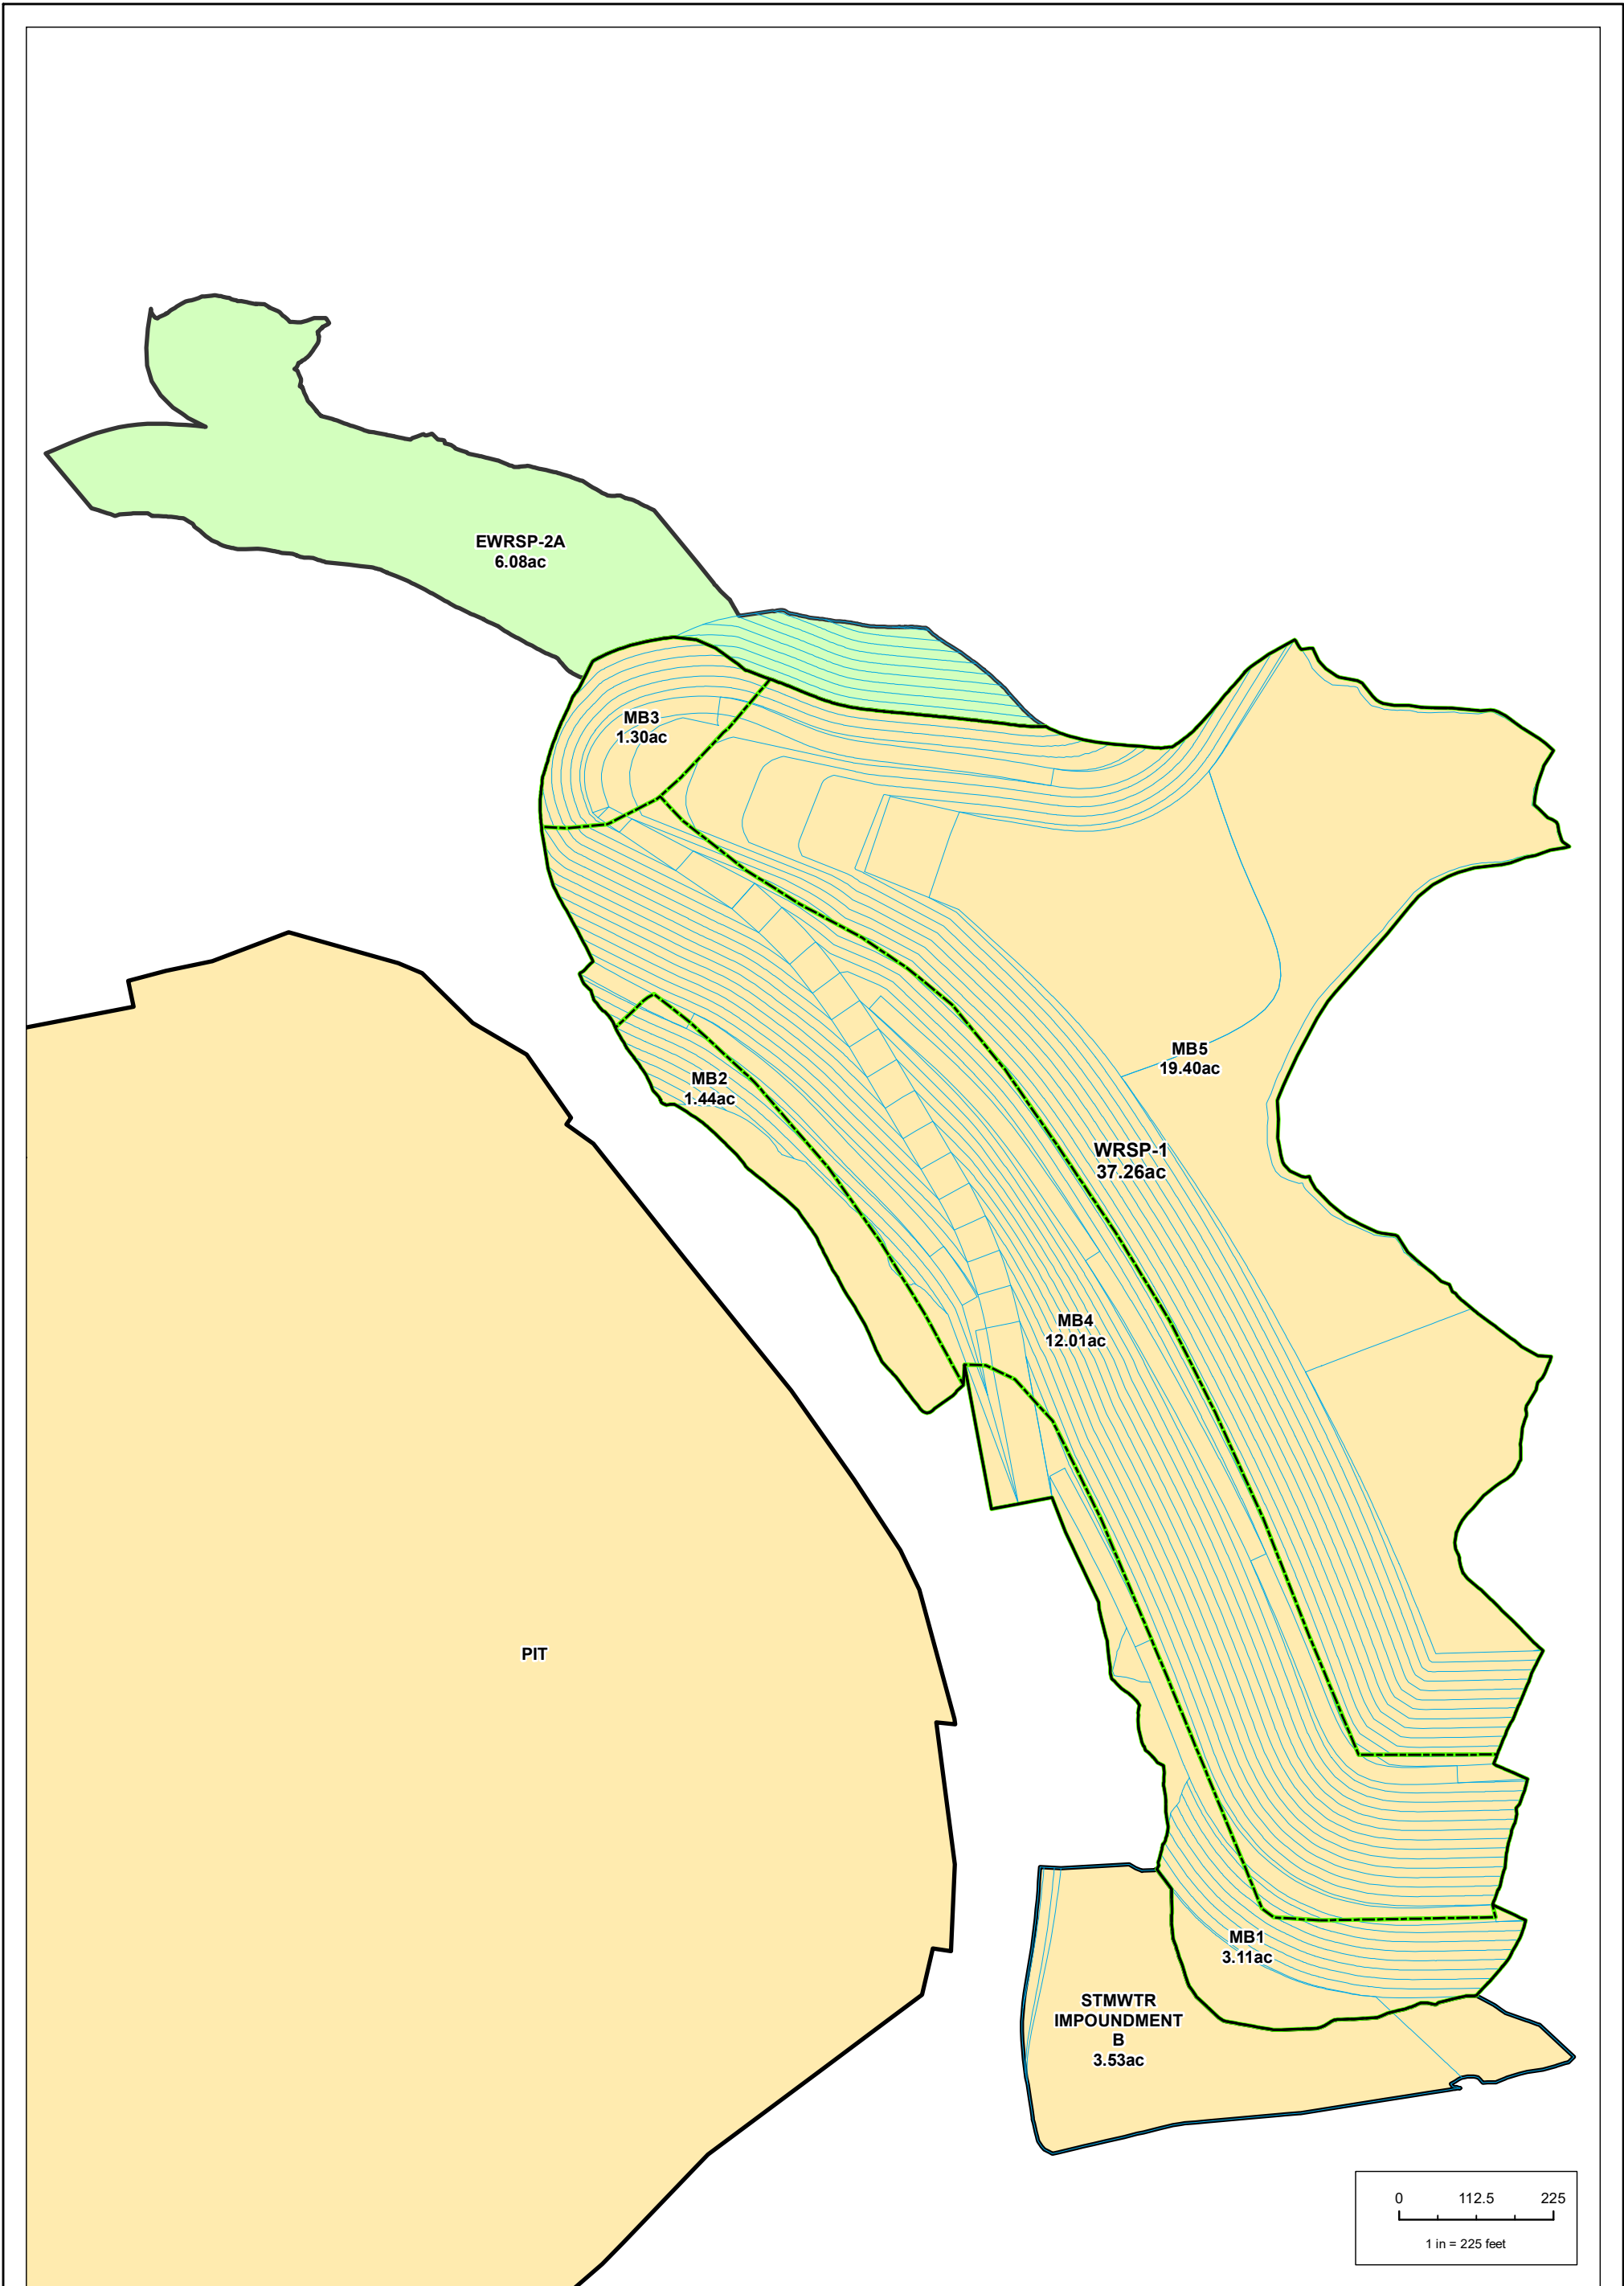 EWRSP-2A
6.08ac
MB3
1.30ac
MB5
19.40ac
MB2
1.44ac
WRSP-1
37.26ac
MB4
12.01ac
PIT
MB1
3.11ac
STMWTR
IMPOUNDMENT
B
3.53ac
0 112.5 225
1 in = 225 feet